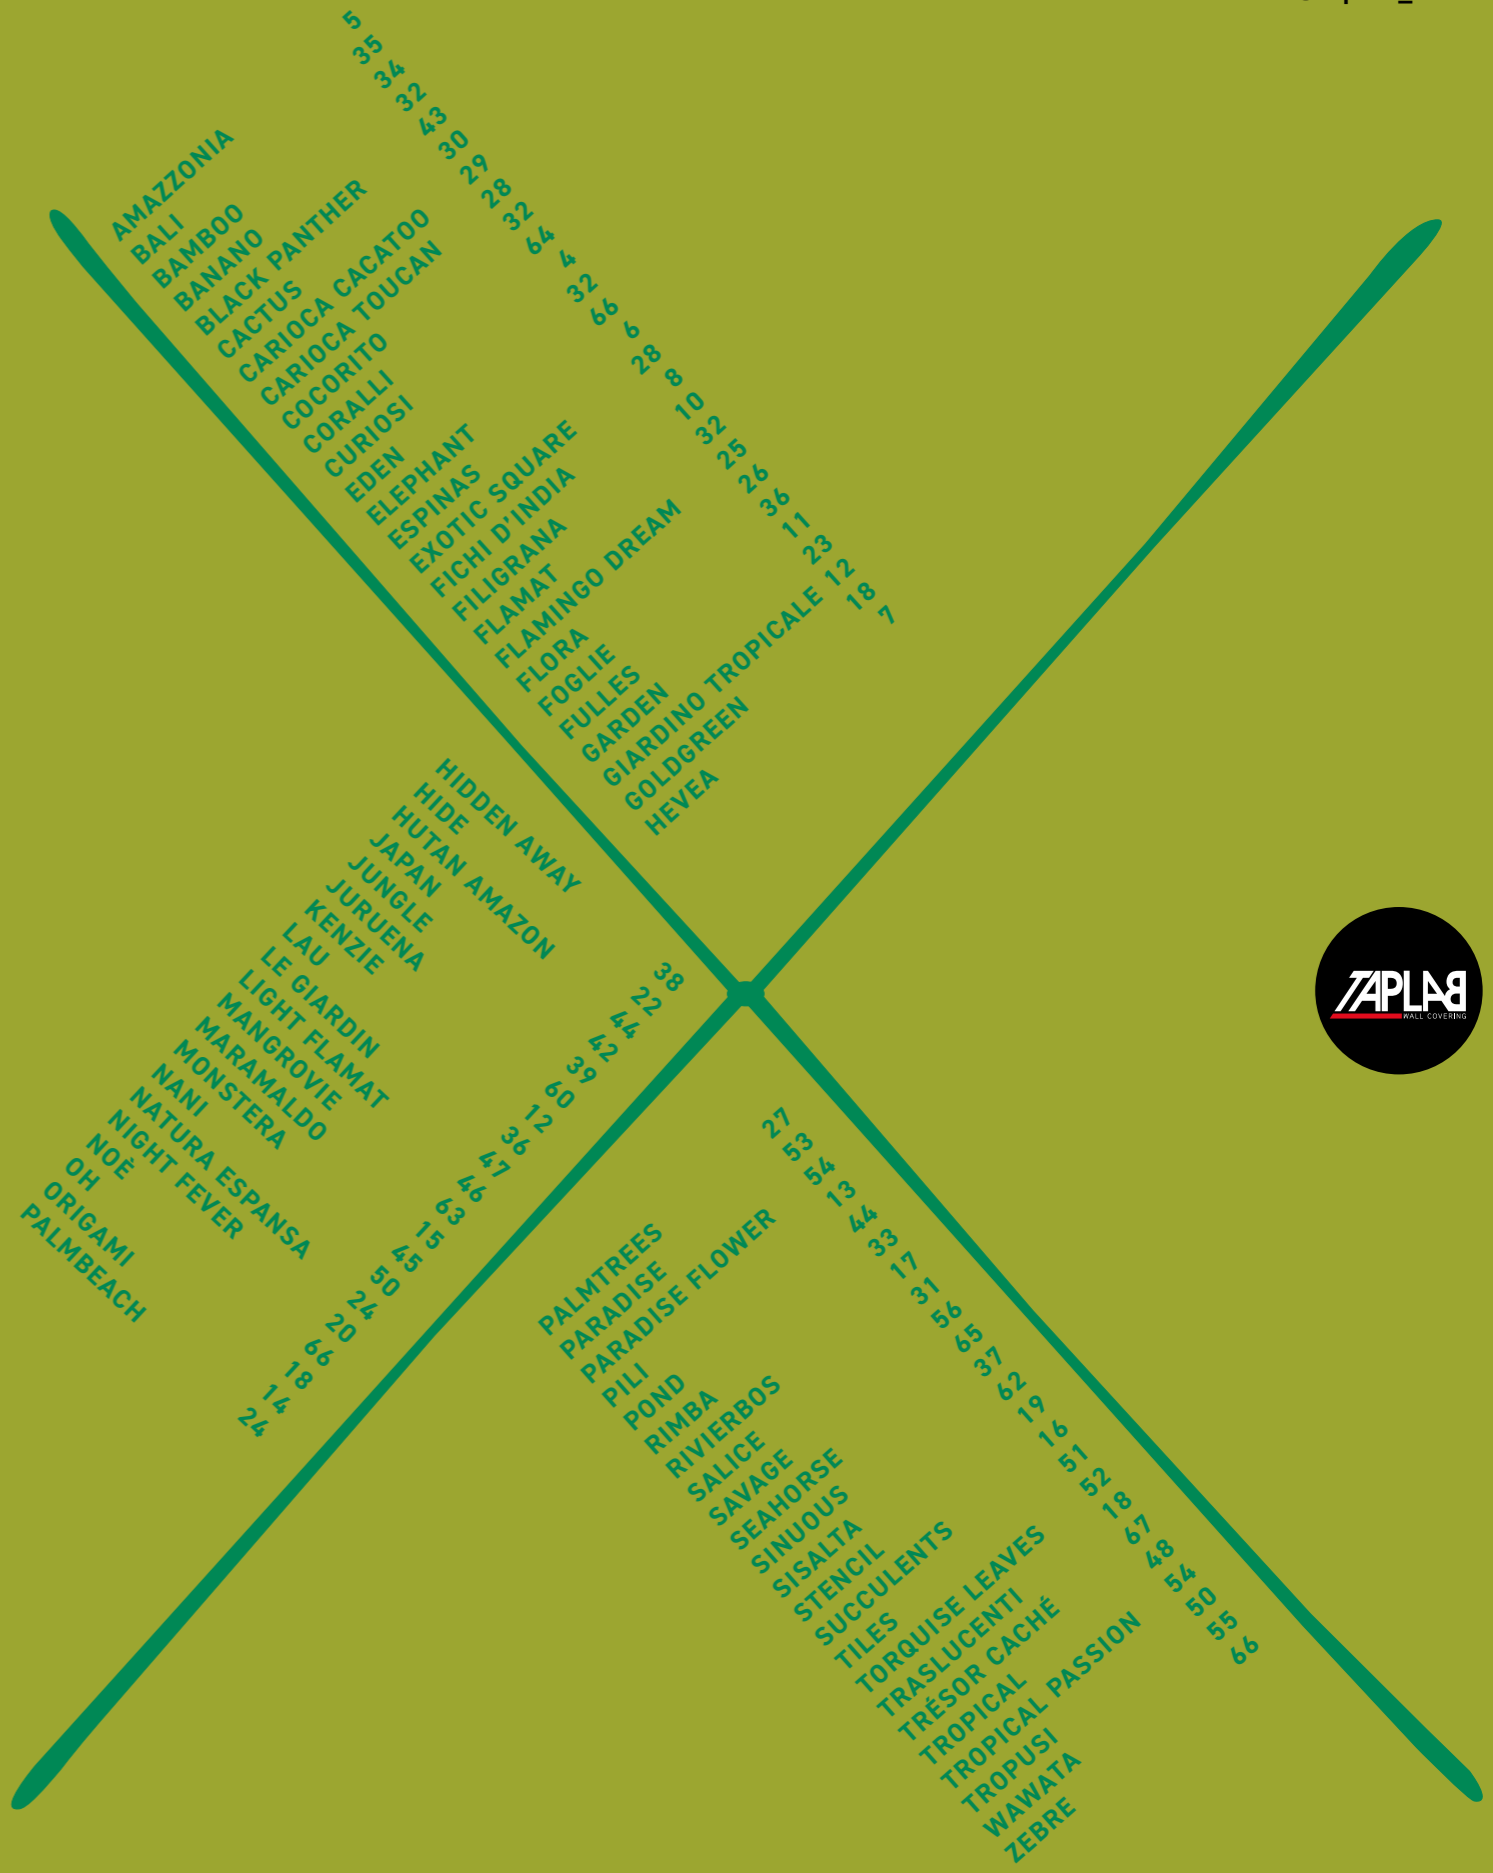 AMAZZONIA 5
BALI 35
BAMBOO 34
BANANO 32
BLACK PANTHER 43
CACTUS 30
CARIOCA CACATOO 29
CARIOCA TOUCAN 28
COCORITO 32
CORALLI 64
CURIOSI 4
EDEN 32
ELEPHANT 66
ESPINAS 6
EXOTIC SQUARE 28
FICHI D'INDIA 8
FILIGRANA 10
FLAMAT 32
FLAMINGO DREAM 25
FLORA 26
FOGLIE 36
FULLES 11
GARDEN 23
GIARDINO TROPICALE 12
GOLDGREEN 18
HEVEA 7
HIDDEN AWAY 38
HIDE 22
HUTAN AMAZON 44
JAPAN 42
JUNGLE 39
JURUENA 60
KENZIE 12
LAU 36
LE GIARDIN 47
LIGHT FLAMAT 46
MANGROVIE 63
MARAMALDO 15
MONSTERA 45
NANI 50
NATURA ESPANSA 24
NIGHT FEVER 20
NOÈ 66
OH 18
ORIGAMI 14
PALMBEACH 24
PALMTREES 27
PARADISE 53
PARADISE FLOWER 54
PILI 13
POND 44
RIMBA 33
RIVIERBOS 17
SALICE 31
SAVAGE 56
SEAHORSE 65
SINUOUS 37
SISALTA 62
STENCIL 19
SUCCULENTS 16
TILES 51
TORQUISE LEAVES 52
TRASLUCENTI 18
TRÉSOR CACHÉ 67
TROPICAL 48
TROPICAL PASSION 54
TROPUSI 50
WAWATA 55
ZEBRE 66
TAPLAB
WALL COVERING